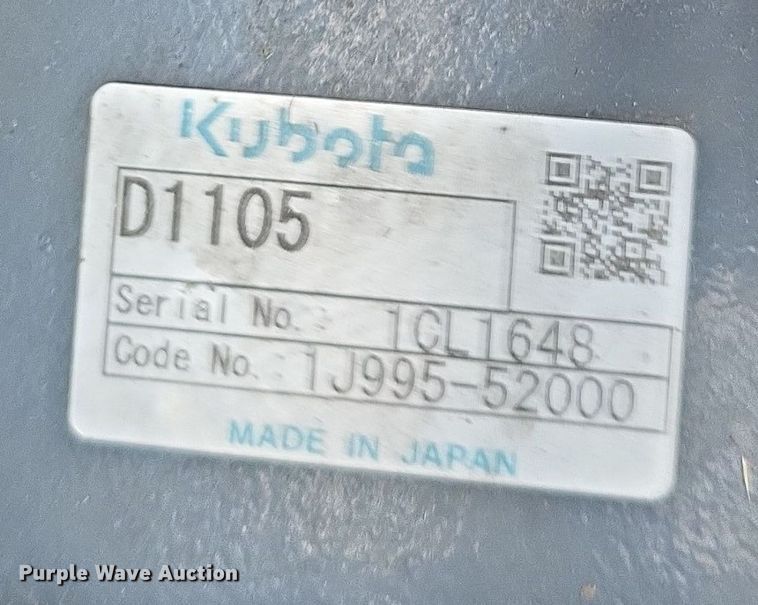 Kubota
D1105
Serial No. : 1CL1648
Code No. : 1J995-52000
MADE IN JAPAN
Purple Wave Auction